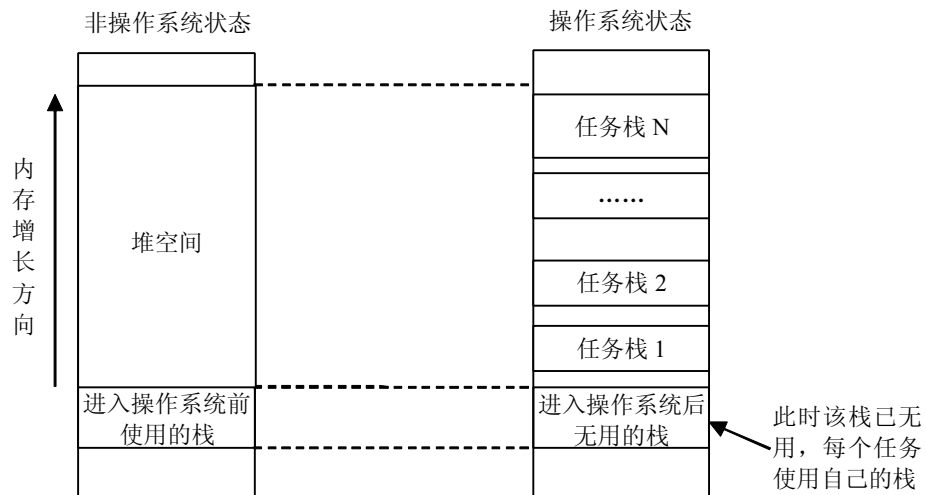 非操作系统状态
操作系统状态
内
存
增
长
方
向
堆空间
进入操作系统前
使用的栈
任务栈 N
……
任务栈 2
任务栈 1
进入操作系统后
无用的栈
此时该栈已无
用，每个任务
使用自己的栈